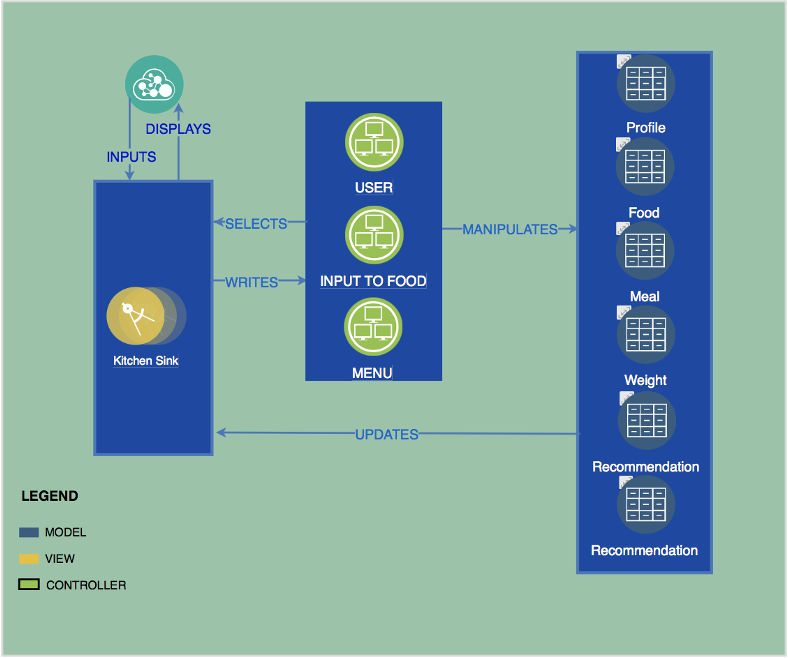 DISPLAYS
INPUTS
Kitchen Sink
SELECTS
WRITES
USER
INPUT TO FOOD
MENU
MANIPULATES
UPDATES
Profile
Food
Meal
Weight
Recommendation
Recommendation
LEGEND
MODEL
VIEW
CONTROLLER